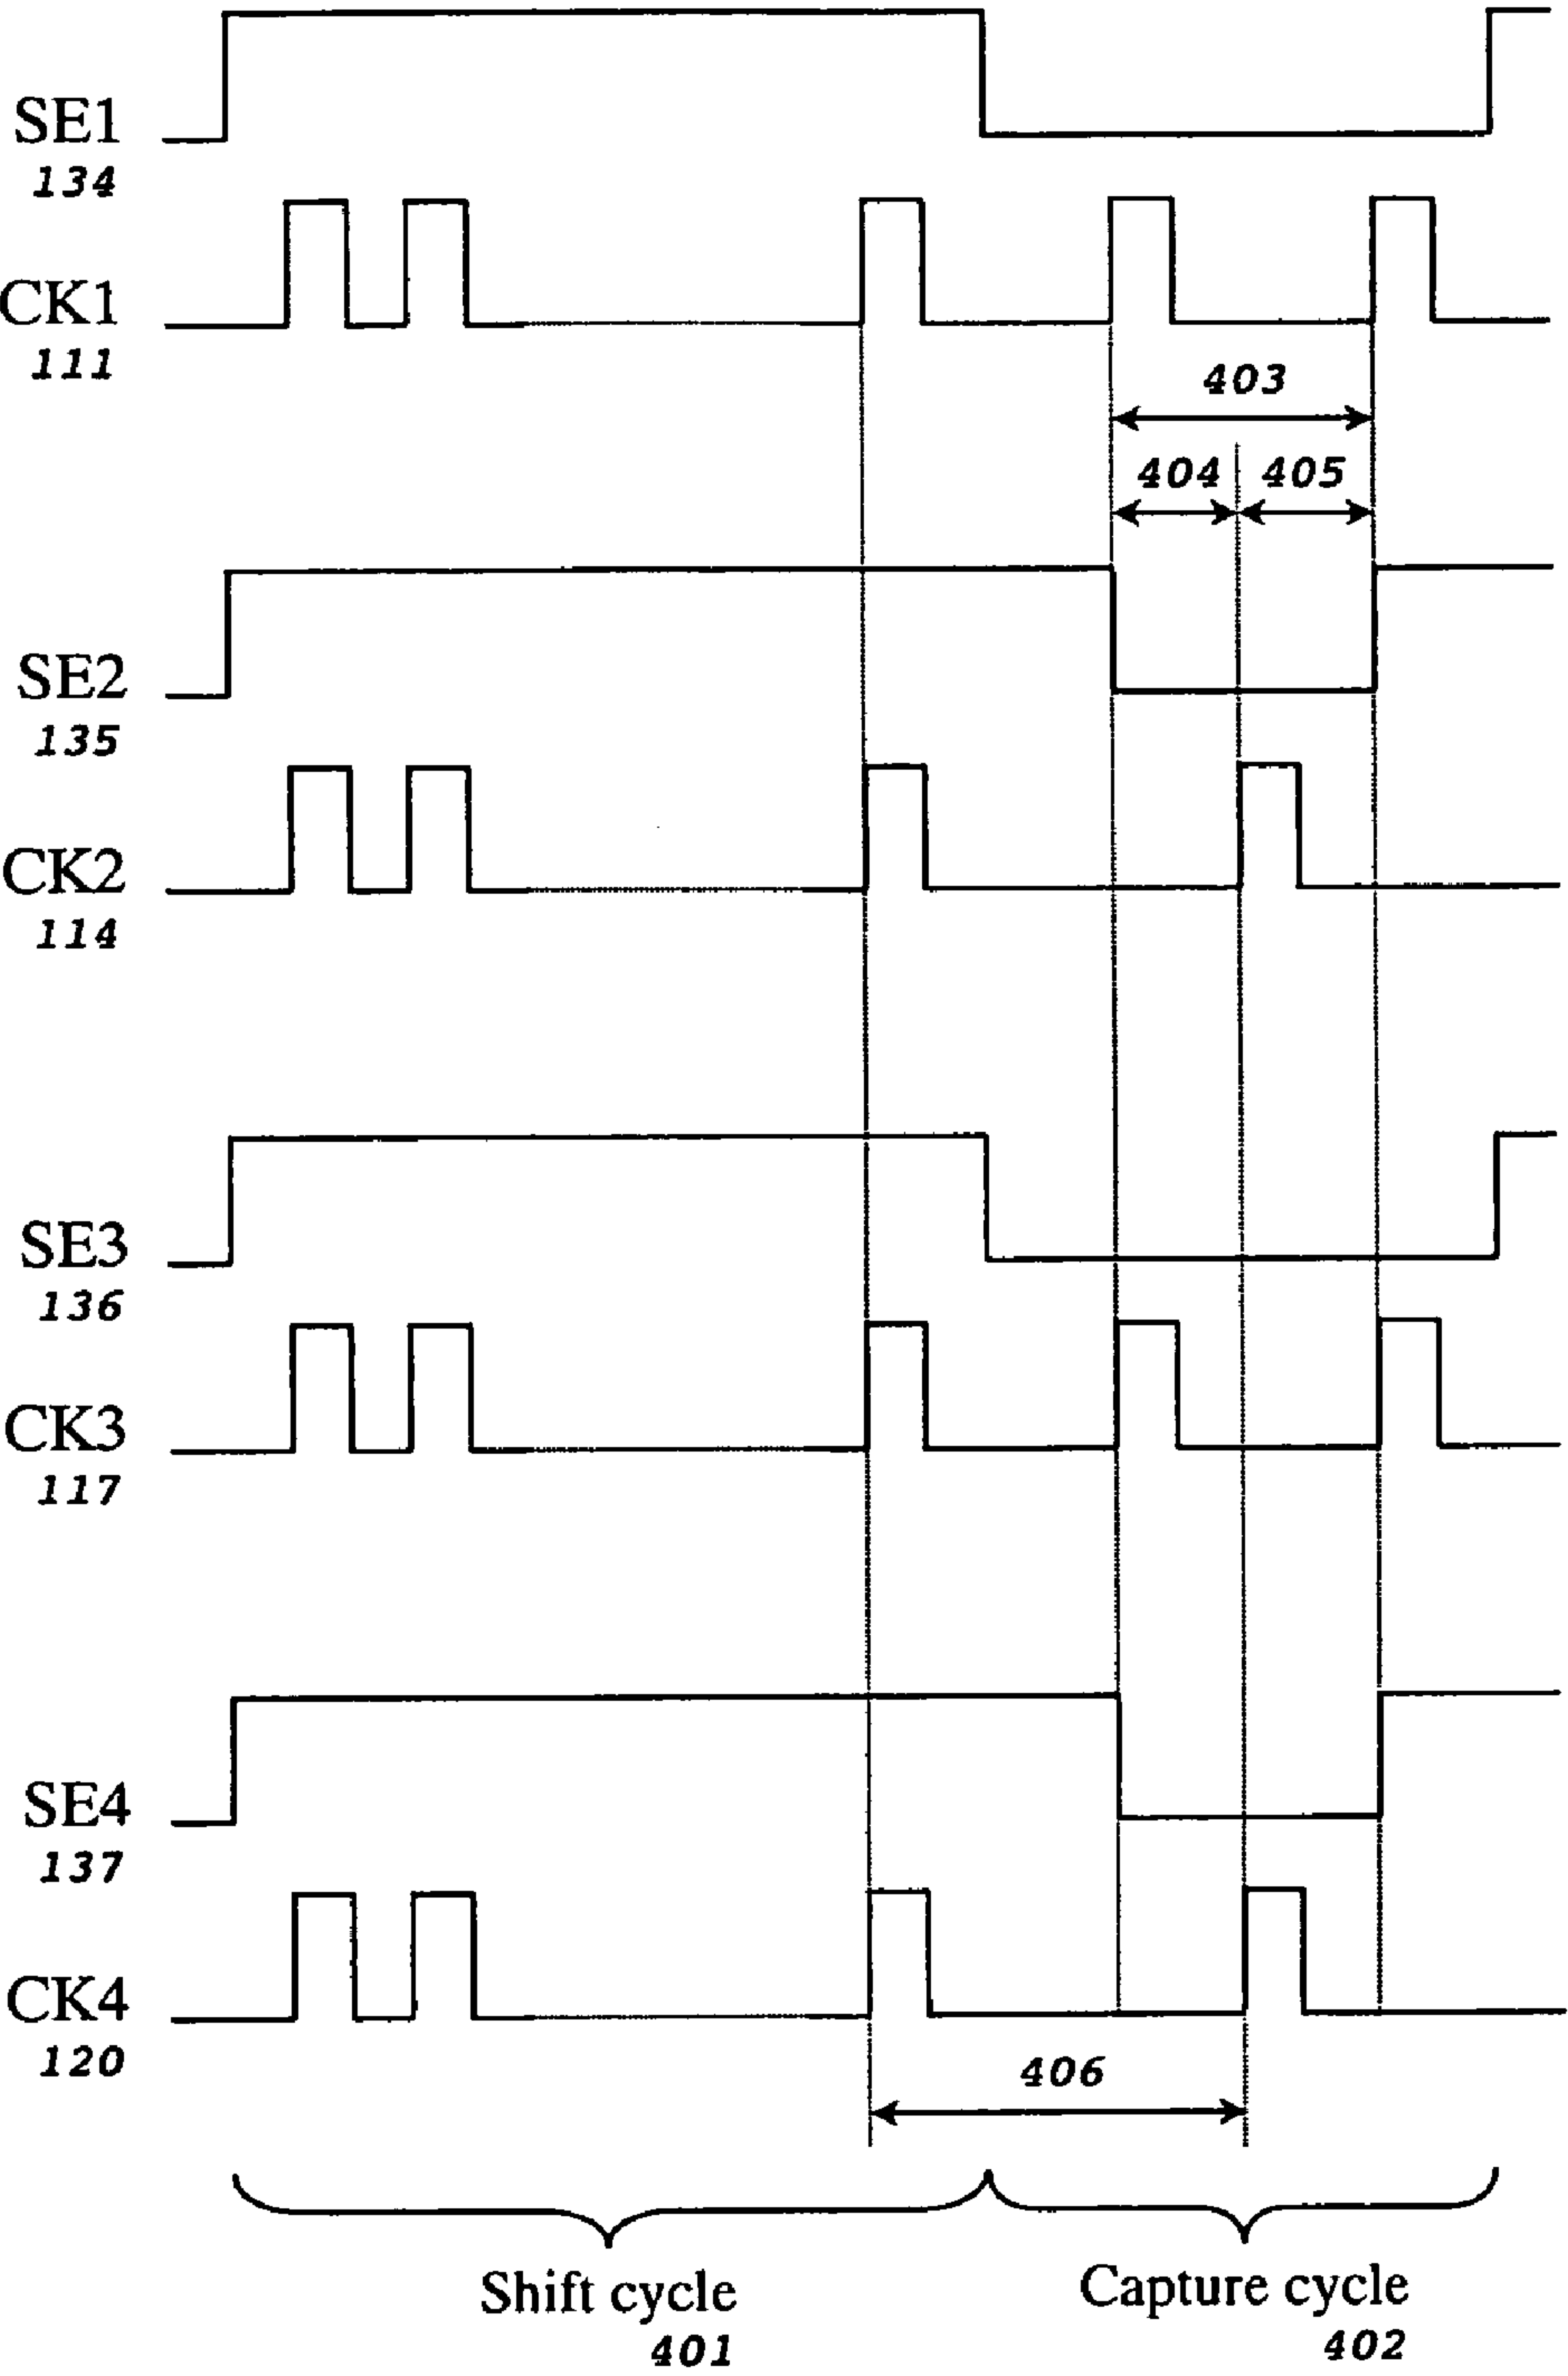 SE1
134
CK1
111
403
404 405
SE2
135
CK2
114
SE3
136
CK3
117
SE4
137
CK4
120
406
Shift cycle
401
Capture cycle
402